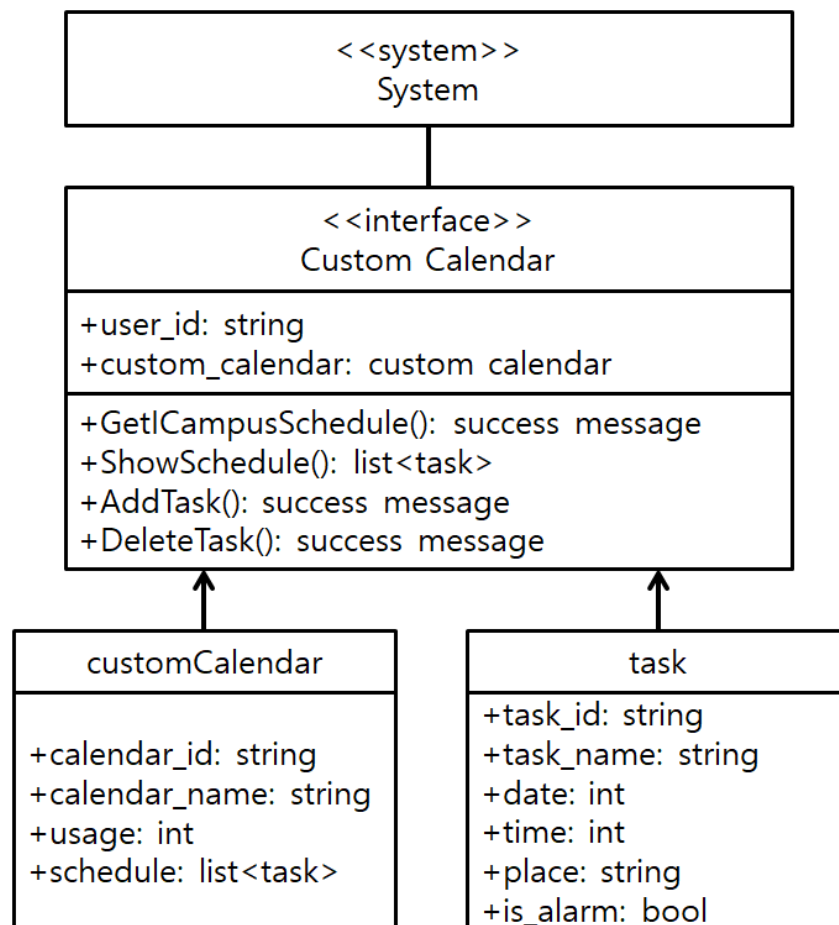 <<system>>
System
<<interface>>
Custom Calendar
+user_id: string
+custom_calendar: custom calendar
+GetICampusSchedule(): success message
+ShowSchedule(): list<task>
+AddTask(): success message
+DeleteTask(): success message
customCalendar
+calendar_id: string
+calendar_name: string
+usage: int
+schedule: list<task>
task
+task_id: string
+task_name: string
+date: int
+time: int
+place: string
+is_alarm: bool